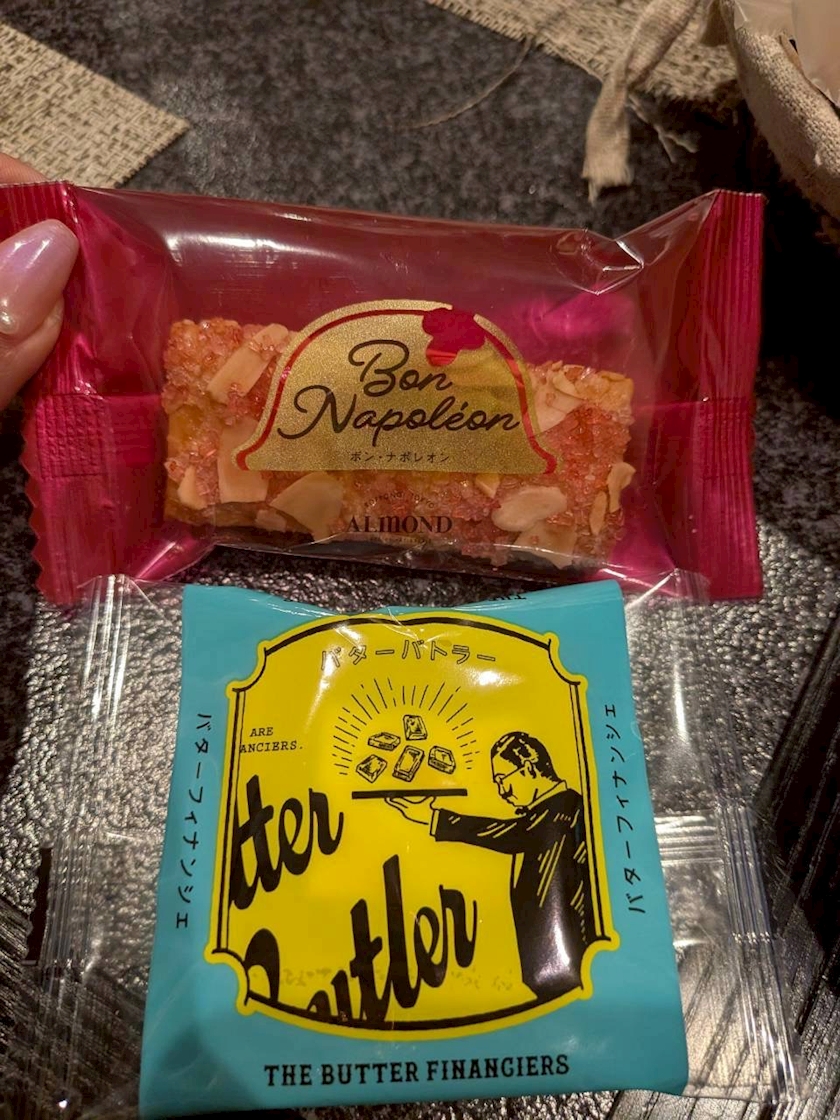 Bon
Napoléon
ボン・ナポレオン
ALMOND
バターバトラー
ARE
ANCIERS.
tter
utler
バターフィナンシェ
バターフィナンシェ
THE BUTTER FINANCIERS